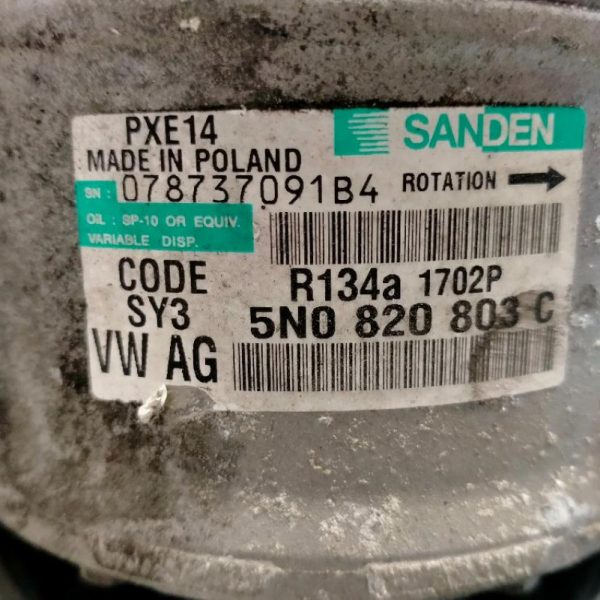 PXE14
SANDEN
MADE IN POLAND
SN : 078737091B4
ROTATION
OIL : SP-10 OR EQUIV.
VARIABLE DISP.
CODE
R134a 1702P
SY3
5N0 820 803 C
VW AG